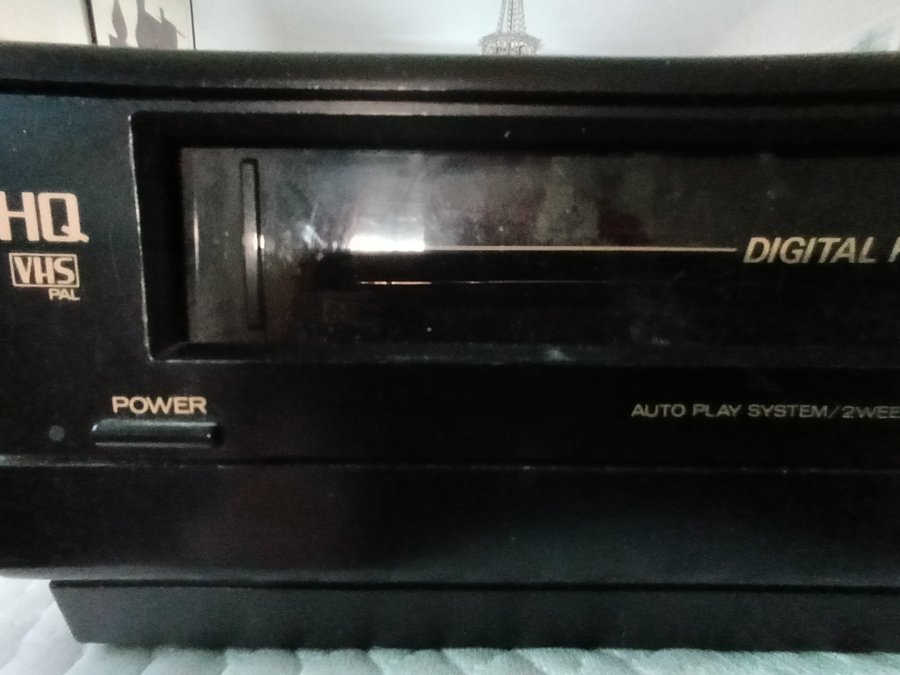 HQ
VHS
PAL
DIGITAL
POWER
AUTO PLAY SYSTEM/2WEE